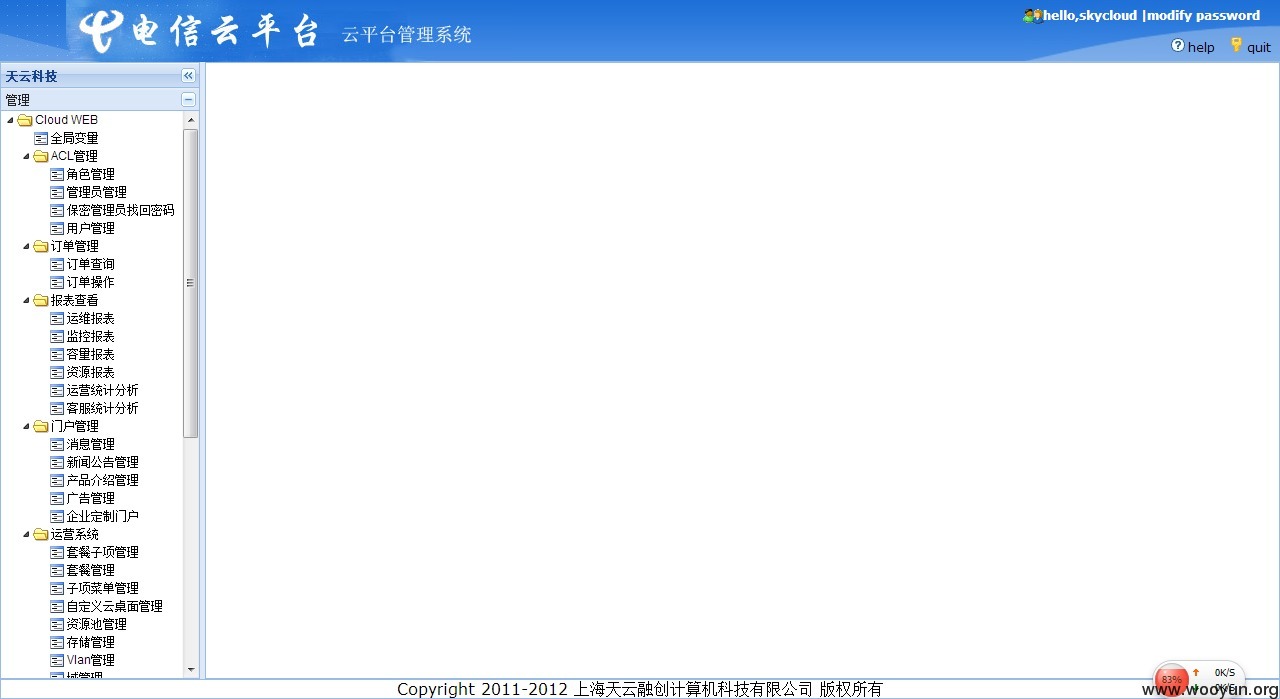 电信云平台 云平台管理系统
hello,skycloud |modify password
help quit
天云科技
管理
Cloud WEB
全局变量
ACL管理
角色管理
管理员管理
保密管理员找回密码
用户管理
订单管理
订单查询
订单操作
报表查看
运维报表
监控报表
容量报表
资源报表
运营统计分析
客服统计分析
门户管理
消息管理
新闻公告管理
产品介绍管理
广告管理
企业定制门户
运营系统
套餐子项管理
套餐管理
子项菜单管理
自定义云桌面管理
资源池管理
存储管理
Vlan管理
域管理
83% 0K/S
0K/S
www.wooyun.org
Copyright 2011-2012 上海天云融创计算机科技有限公司 版权所有